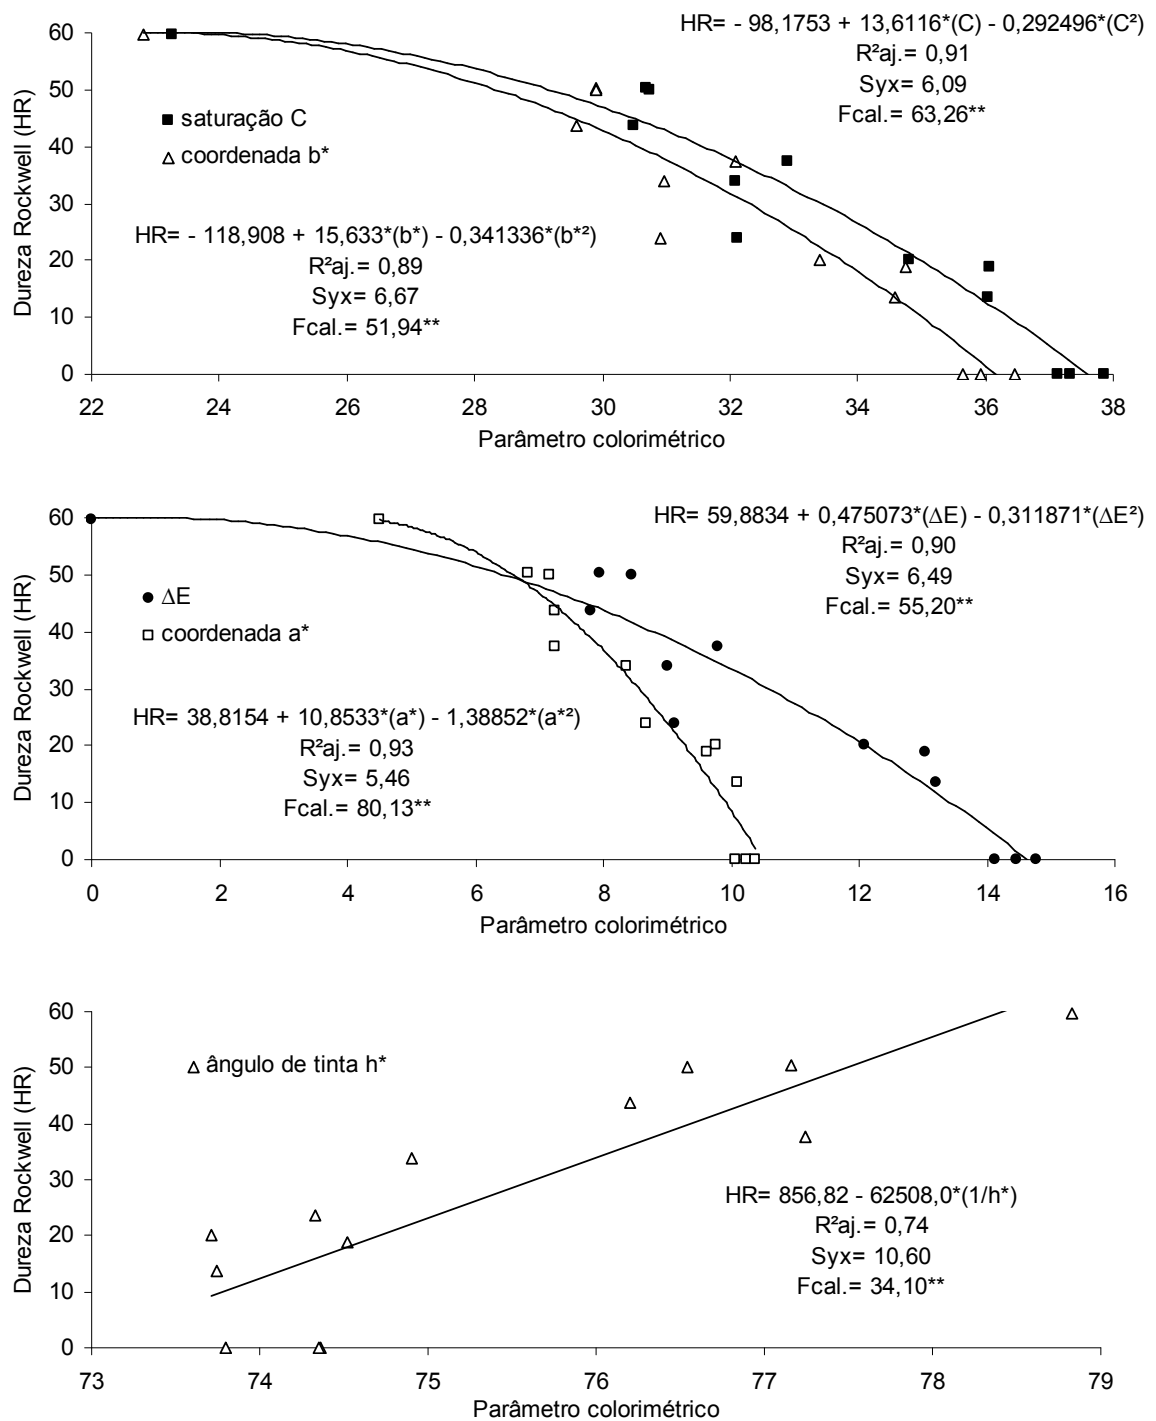 HR= - 98,1753 + 13,6116*(C) - 0,292496*(C²)
R²aj.= 0,91
Syx= 6,09
Fcal.= 63,26**
■ saturação C
△ coordenada b*
HR= - 118,908 + 15,633*(b*) - 0,341336*(b*²)
R²aj.= 0,89
Syx= 6,67
Fcal.= 51,94**
Dureza Rockwell (HR)
60
50
40
30
20
10
0
22 24 26 28 30 32 34 36 38
Parâmetro colorimétrico
HR= 59,8834 + 0,475073*(∆E) - 0,311871*(∆E²)
R²aj.= 0,90
Syx= 6,49
Fcal.= 55,20**
● ∆E
□ coordenada a*
HR= 38,8154 + 10,8533*(a*) - 1,38852*(a*²)
R²aj.= 0,93
Syx= 5,46
Fcal.= 80,13**
Dureza Rockwell (HR)
60
50
40
30
20
10
0
0 2 4 6 8 10 12 14 16
Parâmetro colorimétrico
△ ângulo de tinta h*
HR= 856,82 - 62508,0*(1/h*)
R²aj.= 0,74
Syx= 10,60
Fcal.= 34,10**
Dureza Rockwell (HR)
60
50
40
30
20
10
0
73 74 75 76 77 78 79
Parâmetro colorimétrico